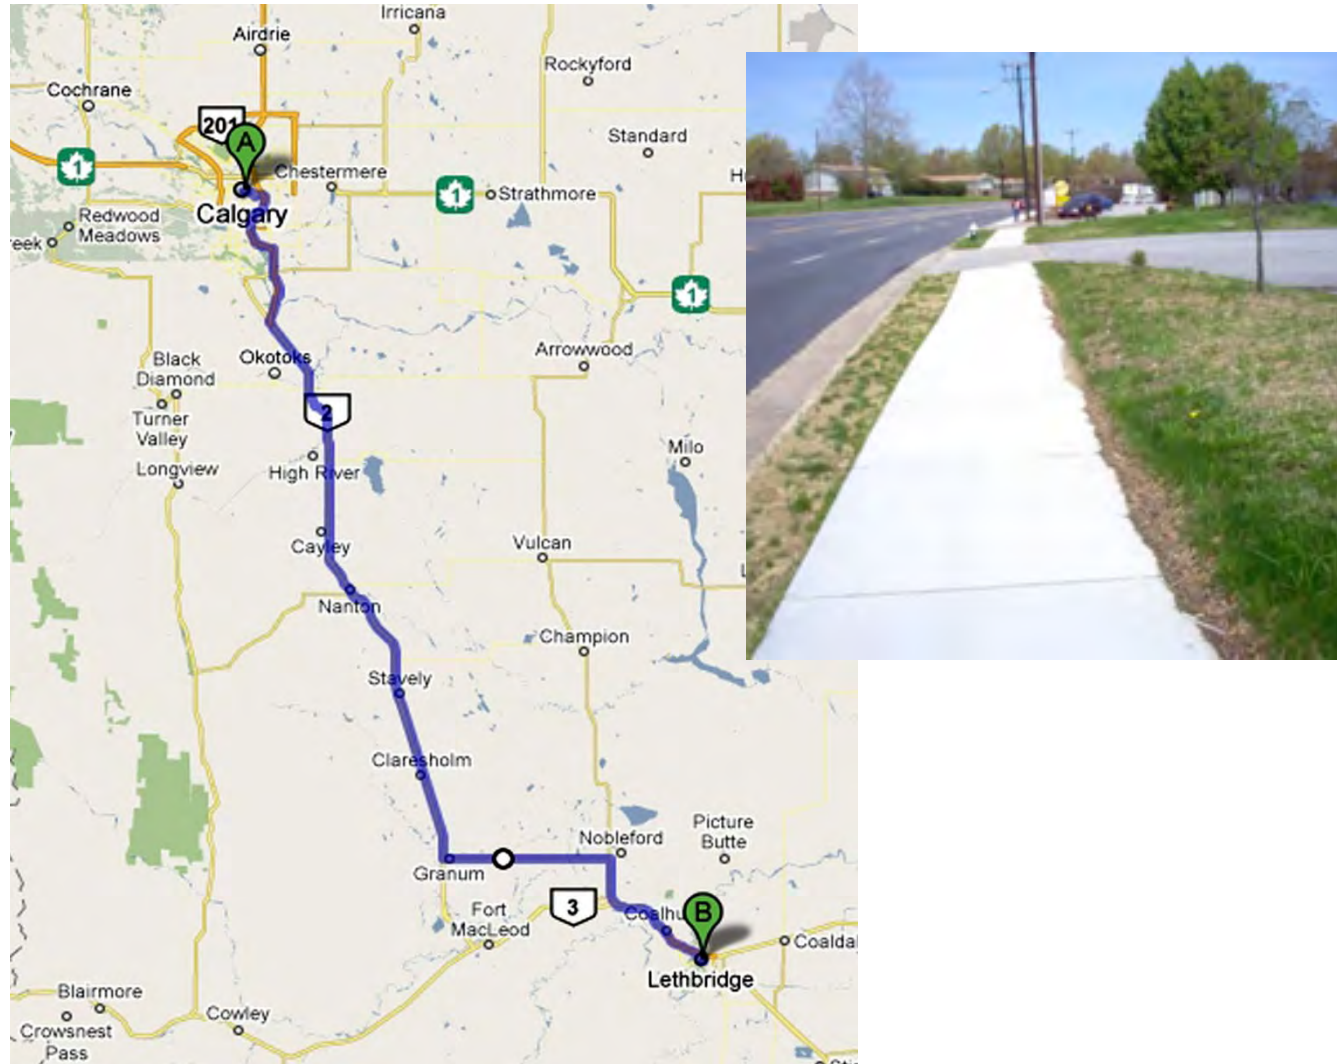 Irricana
Airdrie
Rockyford
Cochrane
201
A
Standard
1
Chestermere
1
Strathmore
Calgary
Redwood
Meadows
1
Arrowwood
Okotoks
Black
Diamond
2
Turner
Valley
Milo
Longview
High River
Cayley
Vulcan
Nanton
Champion
Stavely
Claresholm
Picture
Butte
Nobleford
Granum
3
Fort
MacLeod
B
Lethbridge
Blairmore
Cowley
Crowsnest
Pass